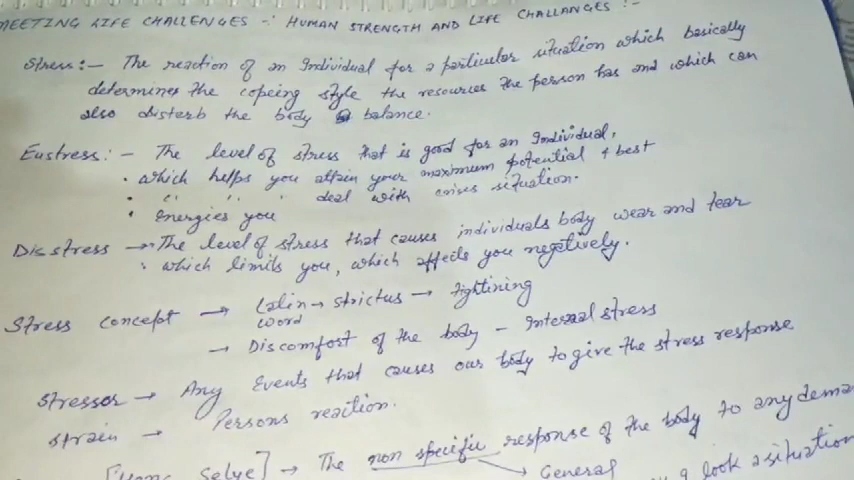 MEETING LIFE CHALLENGES -: HUMAN STRENGTH AND LIFE CHALLANGES :-
Stress:- The reaction of an Individual for a particular situation which basically
determines the copeing style the resources the person has and which can
also disturb the body balance.
Eustress:- The level of stress that is good for an Individual,
• which helps you attain your maximum potential & best
• " " " deal with crises situation.
• Energies you
Disstress → The level of stress that causes individuals body wear and tear
• which limits you, which affects you negatively.
Stress concept → Latin → strictus → Tightining
word
→ Discomfort of the body - Internal stress
stressor → Any Events that causes our body to give the stress response
strain → Persons reaction.
Selye] → The non specific response of the body to any
→ General look a situation